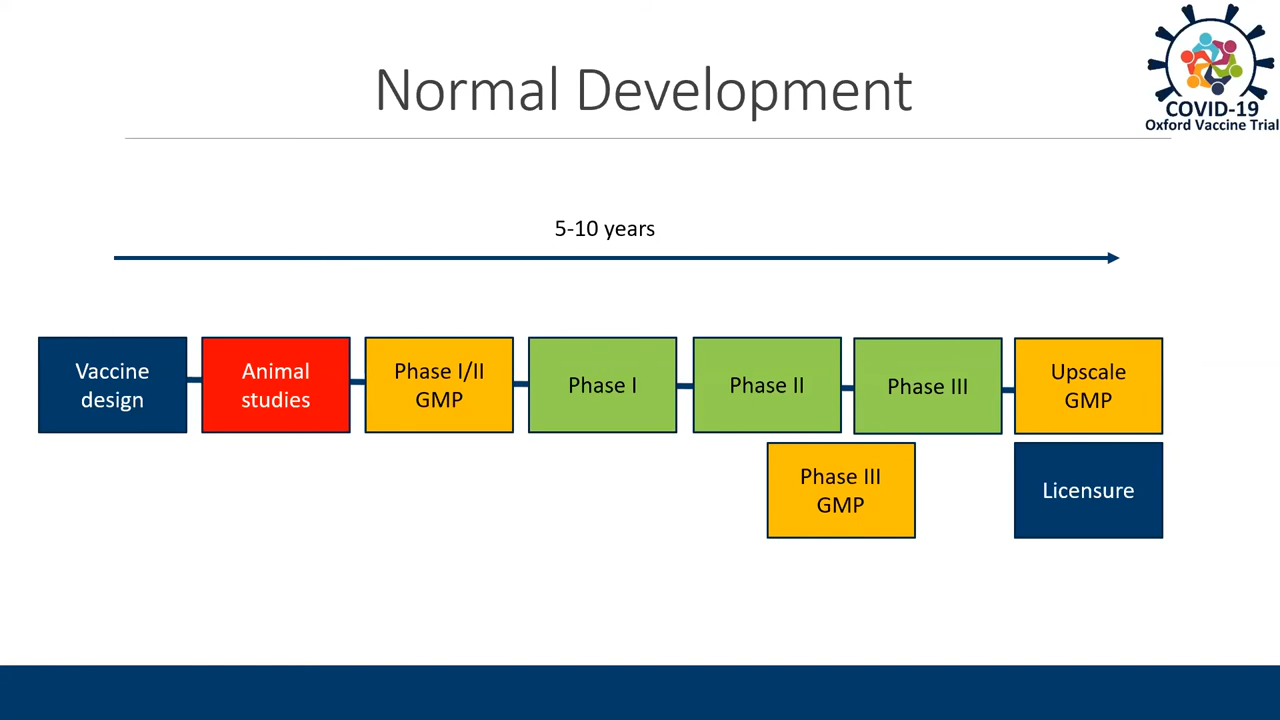 Normal Development
COVID-19
Oxford Vaccine Trial
5-10 years
Vaccine
design
Animal
studies
Phase I/II
GMP
Phase I
Phase II
Phase III
Upscale
GMP
Phase III
GMP
Licensure